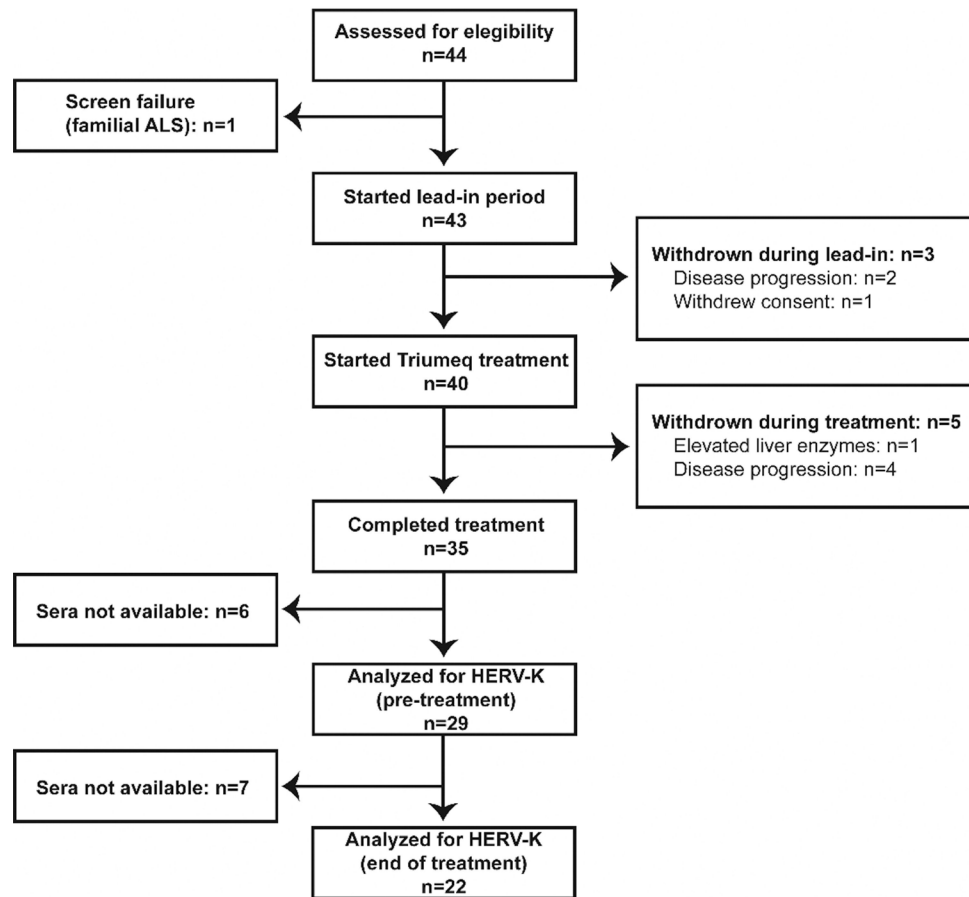 Assessed for elegibility
n=44
Screen failure
(familial ALS): n=1
Started lead-in period
n=43
Withdrown during lead-in: n=3
Disease progression: n=2
Withdrew consent: n=1
Started Triumeq treatment
n=40
Withdrown during treatment: n=5
Elevated liver enzymes: n=1
Disease progression: n=4
Completed treatment
n=35
Sera not available: n=6
Analyzed for HERV-K
(pre-treatment)
n=29
Sera not available: n=7
Analyzed for HERV-K
(end of treatment)
n=22